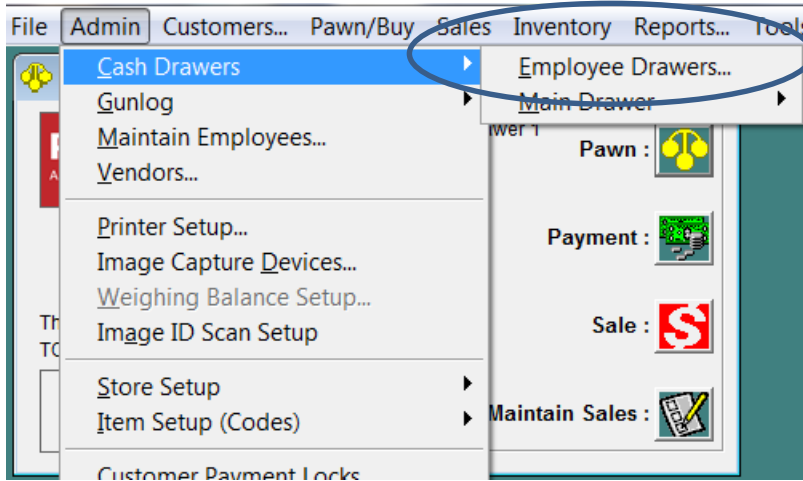 File Admin Customers... Pawn/Buy Sales Inventory Reports... Tools
Cash Drawers
Employee Drawers...
Gunlog
Main Drawer
Maintain Employees...
Pawn :
Vendors...
Printer Setup...
Payment :
Image Capture Devices...
Weighing Balance Setup...
Image ID Scan Setup
Sale :
Store Setup
Item Setup (Codes)
Maintain Sales :
Customer Payment Locks